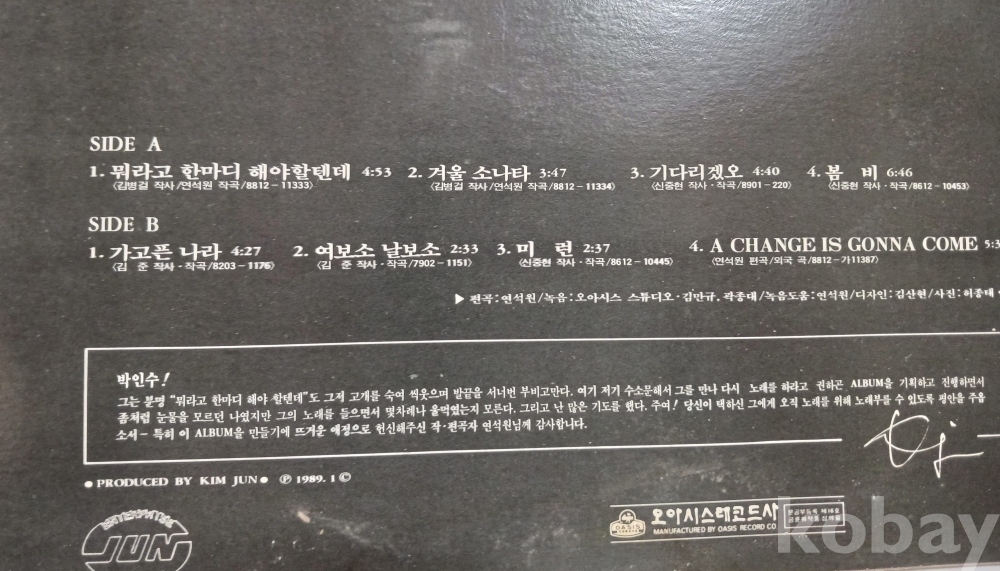 SIDE A
1. 뭐라고 한마디 해야할텐데 4:53 2. 겨울 소나타 3:47 3. 기다리겠오 4:40 4. 봄 비 6:46
〈김병걸 작사/연석원 작곡/8812-11333〉 〈김병걸 작사/연석원 작곡/8812-11334〉 〈신중현 작사·작곡/8901-220〉 〈신중현 작사·작곡/8612-10453〉
SIDE B
1. 가고픈 나라 4:27 2. 여보소 날보소 2:33 3. 미 련 2:37 4. A CHANGE IS GONNA COME 5:3
〈김 준 작사·작곡/8203-1176〉 〈김 준 작사·작곡/7902-1151〉 〈신중현 작사·작곡/8612-10445〉 〈연석원 편곡/외국 곡/8812-가11387〉
▶편곡:연석원/녹음:오아시스 스튜디오·김만규, 곽종대/녹음도움:연석원/디자인:김산현/사진:허종태
박인수!
그는 분명 "뭐라고 한마디 해야 할텐데"도 그저 고개를 숙여 씩웃으며 발끝을 서너번 부비고만다. 여기 저기 수소문해서 그를 만나 다시 노래를 하라고 권하곤 ALBUM을 기획하고 진행하면서
좀처럼 눈물을 모르던 나였지만 그의 노래를 들으면서 몇차례나 울먹였는지 모른다. 그리고 난 많은 기도를 했다. 주여! 당신이 택하신 그에게 오직 노래를 위해 노래부를 수 있도록 평안을 주옵
소서- 특히 이 ALBUM을 만들기에 뜨거운 애정으로 헌신해주신 작·편곡자 연석원님께 감사합니다.
● PRODUCED BY KIM JUN ● Ⓟ 1989. 1 Ⓒ
JUN
OASIS
오아시스레코드사
MANUFACTURED BY OASIS RECORD CO
kobay